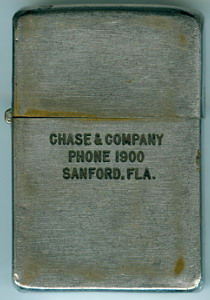 CHASE & COMPANY
PHONE 1900
SANFORD, FLA.